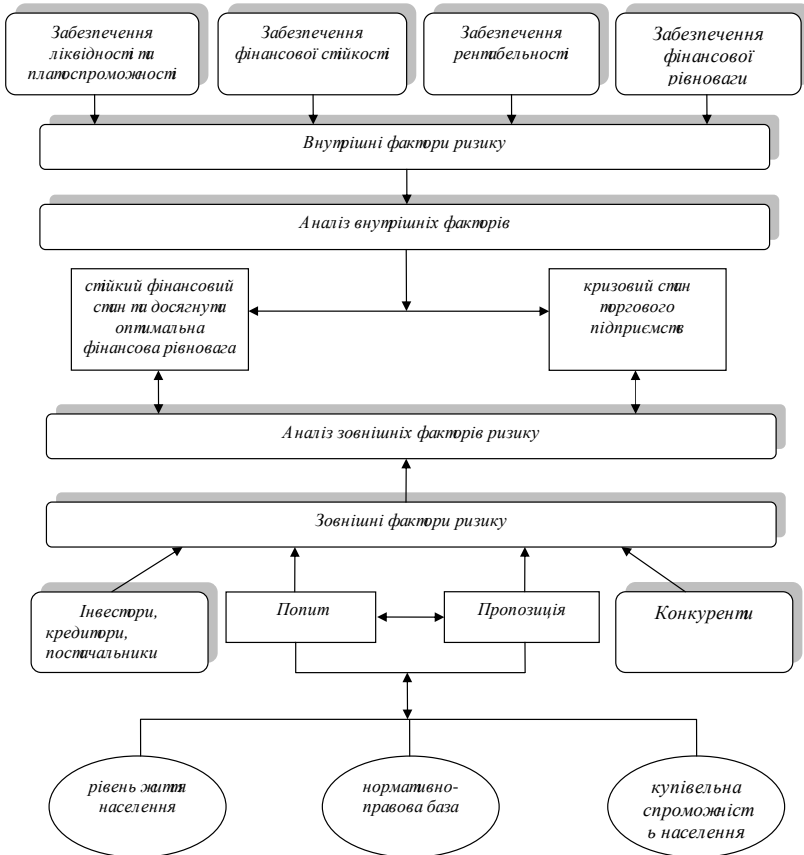 Забезпечення
ліквідності та
платоспроможності
Забезпечення
фінансової стійкості
Забезпечення
рентабельності
Забезпечення
фінансової
рівноваги
Внутрішні фактори ризику
Аналіз внутрішніх факторів
стійкий фінансовий
стан та досягнута
оптимальна
фінансова рівновага
кризовий стан
торгового
підприємств
Аналіз зовнішніх факторів ризику
Зовнішні фактори ризику
Інвестори,
кредитори,
постачальники
Попит
Пропозиція
Конкуренти
рівень життя
населення
нормативно-
правова база
купівельна
спроможніст
ь населення